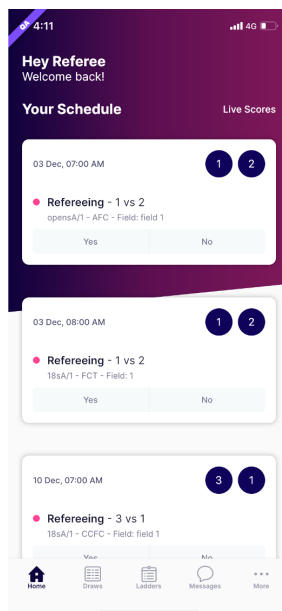 QA
4:11
4G
Hey Referee
Welcome back!
Your Schedule
Live Scores
03 Dec, 07:00 AM
1
2
Refereeing - 1 vs 2
opensA/1 - AFC - Field: field 1
Yes
No
03 Dec, 08:00 AM
1
2
Refereeing - 1 vs 2
18sA/1 - FCT - Field: 1
Yes
No
10 Dec, 07:00 AM
3
1
Refereeing - 3 vs 1
18sA/1 - CCFC - Field: field 1
Yes
No
Home
Draws
Ladders
Messages
More